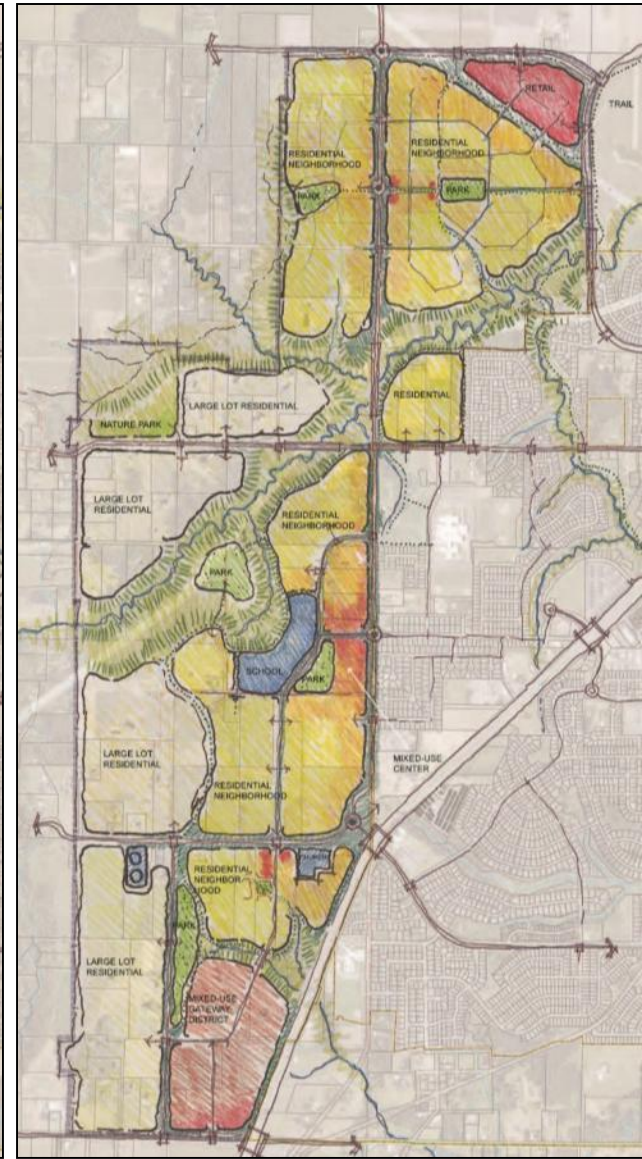 RETAIL
TRAIL
RESIDENTIAL
NEIGHBORHOOD
RESIDENTIAL
NEIGHBORHOOD
PARK
PARK
RESIDENTIAL
LARGE LOT RESIDENTIAL
NATURE PARK
LARGE LOT
RESIDENTIAL
RESIDENTIAL
NEIGHBORHOOD
PARK
SCHOOL
PARK
LARGE LOT
RESIDENTIAL
MIXED-USE
CENTER
RESIDENTIAL
NEIGHBORHOOD
RESIDENTIAL
NEIGHBOR-
HOOD
PARK
LARGE LOT
RESIDENTIAL
MIXED-USE
GATEWAY
DISTRICT